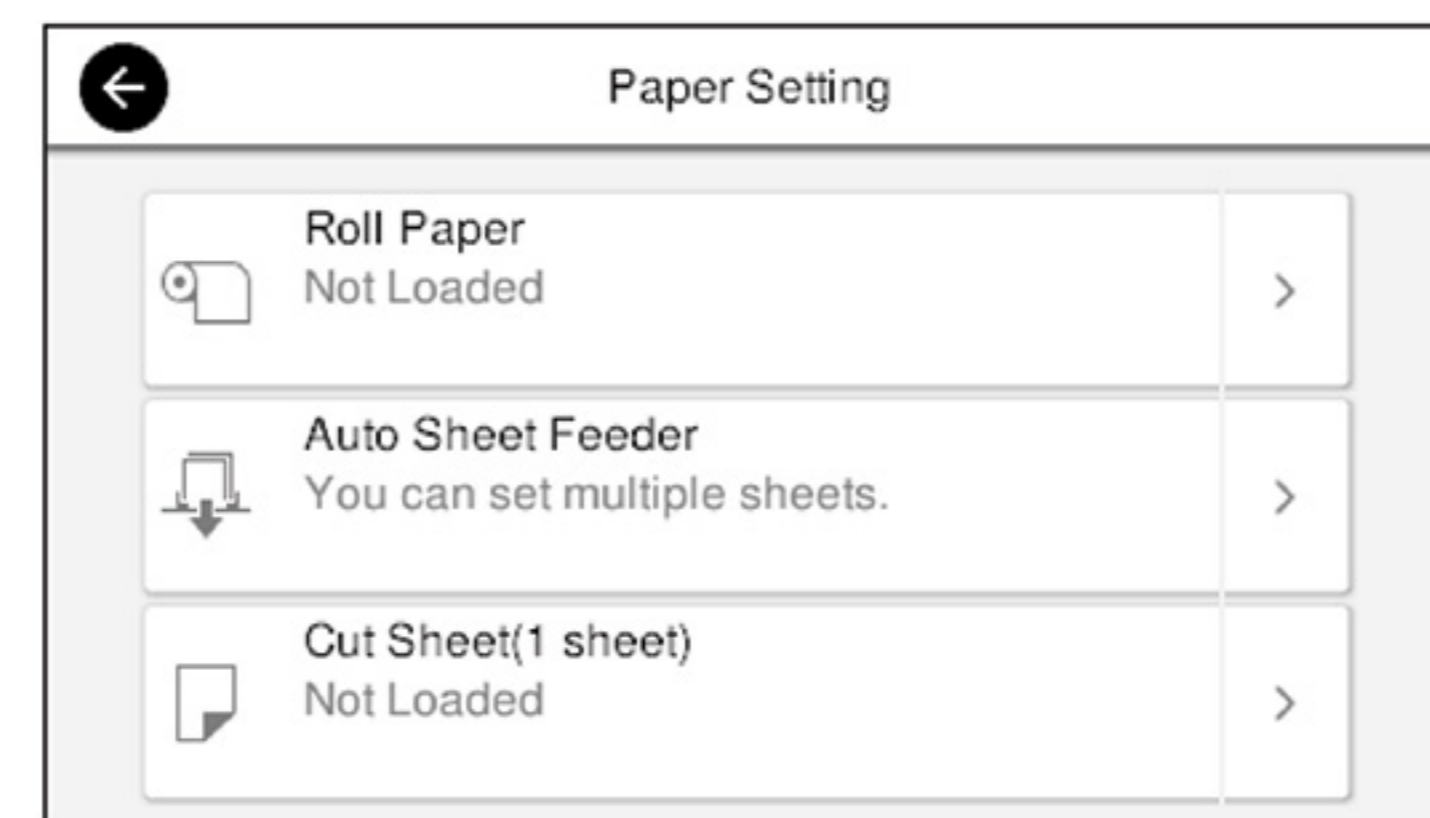 Paper Setting
Roll Paper
Not Loaded
Auto Sheet Feeder
You can set multiple sheets.
Cut Sheet(1 sheet)
Not Loaded